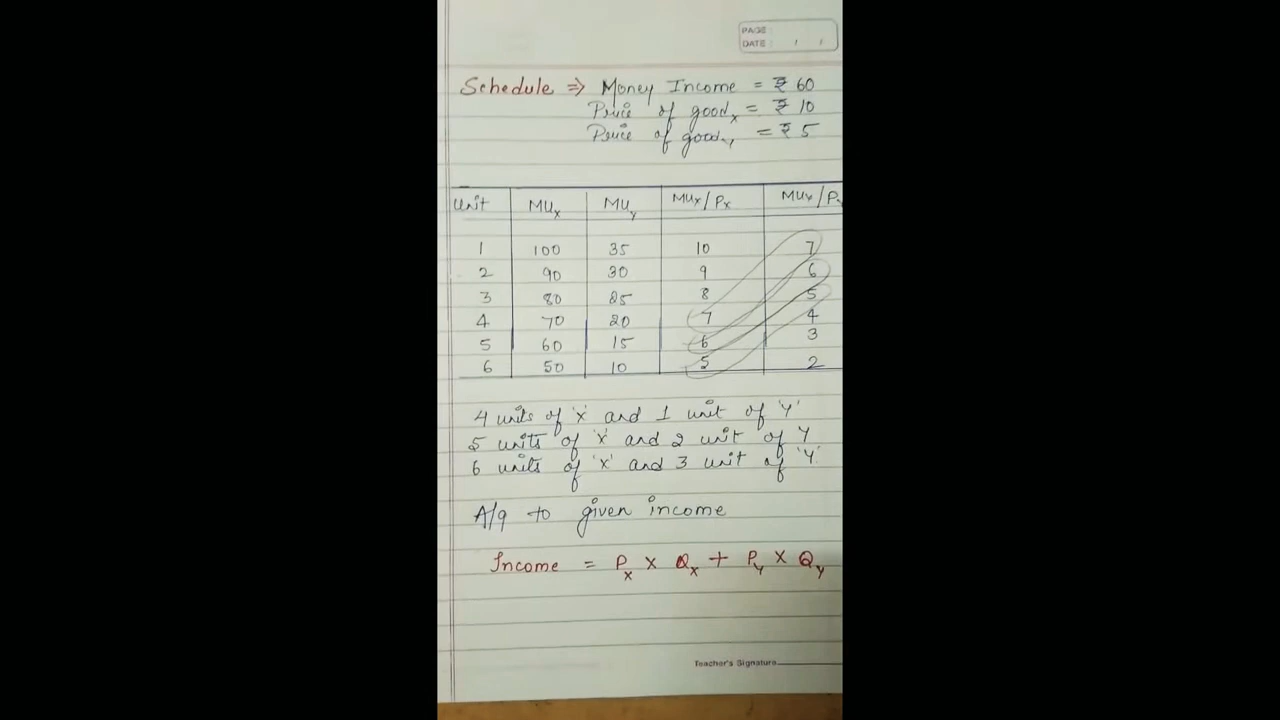 PAGE :
DATE : / /
Schedule ⇒ Money Income = ₹ 60
Price of good x = ₹ 10
Price of good y = ₹ 5
Unit MUx MUy MUx/Px MUy/Py
1 100 35 10 7
2 90 30 9 6
3 80 25 8 5
4 70 20 7 4
5 60 15 6 3
6 50 10 5 2
4 units of 'x' and 1 unit of 'y'
5 units of 'x' and 2 unit of y
6 units of 'x' and 3 unit of 'y'
A/q to given income
Income = Px × Qx + Py × Qy
Teacher's Signature